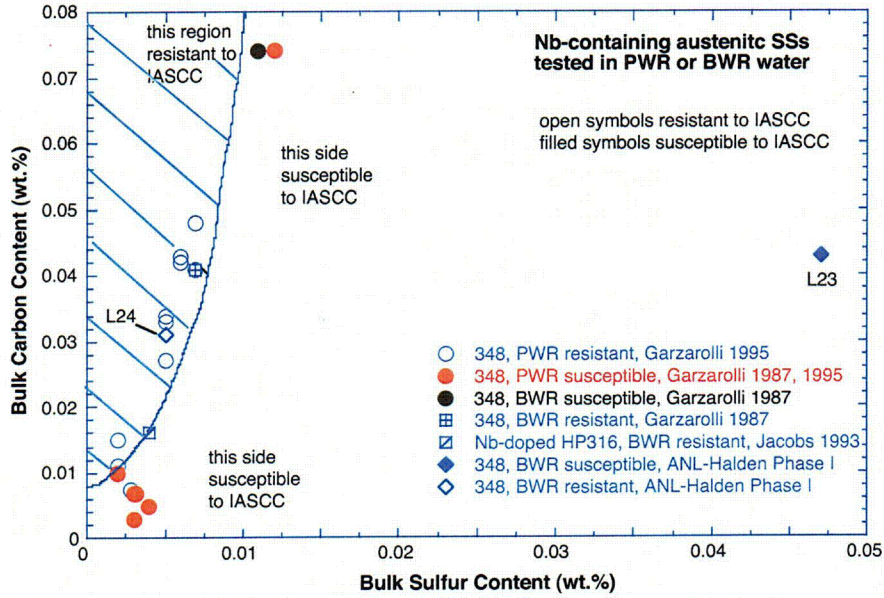 0.08
0.07
0.06
0.05
0.04
0.03
0.02
0.01
0
Bulk Carbon Content (wt.%)
this region
resistant to
IASCC
Nb-containing austenitc SSs
tested in PWR or BWR water
open symbols resistant to IASCC
filled symbols susceptible to IASCC
this side
susceptible
to IASCC
L23
L24
348, PWR resistant, Garzarolli 1995
348, PWR susceptible, Garzarolli 1987, 1995
348, BWR susceptible, Garzarolli 1987
348, BWR resistant, Garzarolli 1987
Nb-doped HP316, BWR resistant, Jacobs 1993
348, BWR susceptible, ANL-Halden Phase I
348, BWR resistant, ANL-Halden Phase I
this side
susceptible
to IASCC
0 0.01 0.02 0.03 0.04 0.05
Bulk Sulfur Content (wt.%)